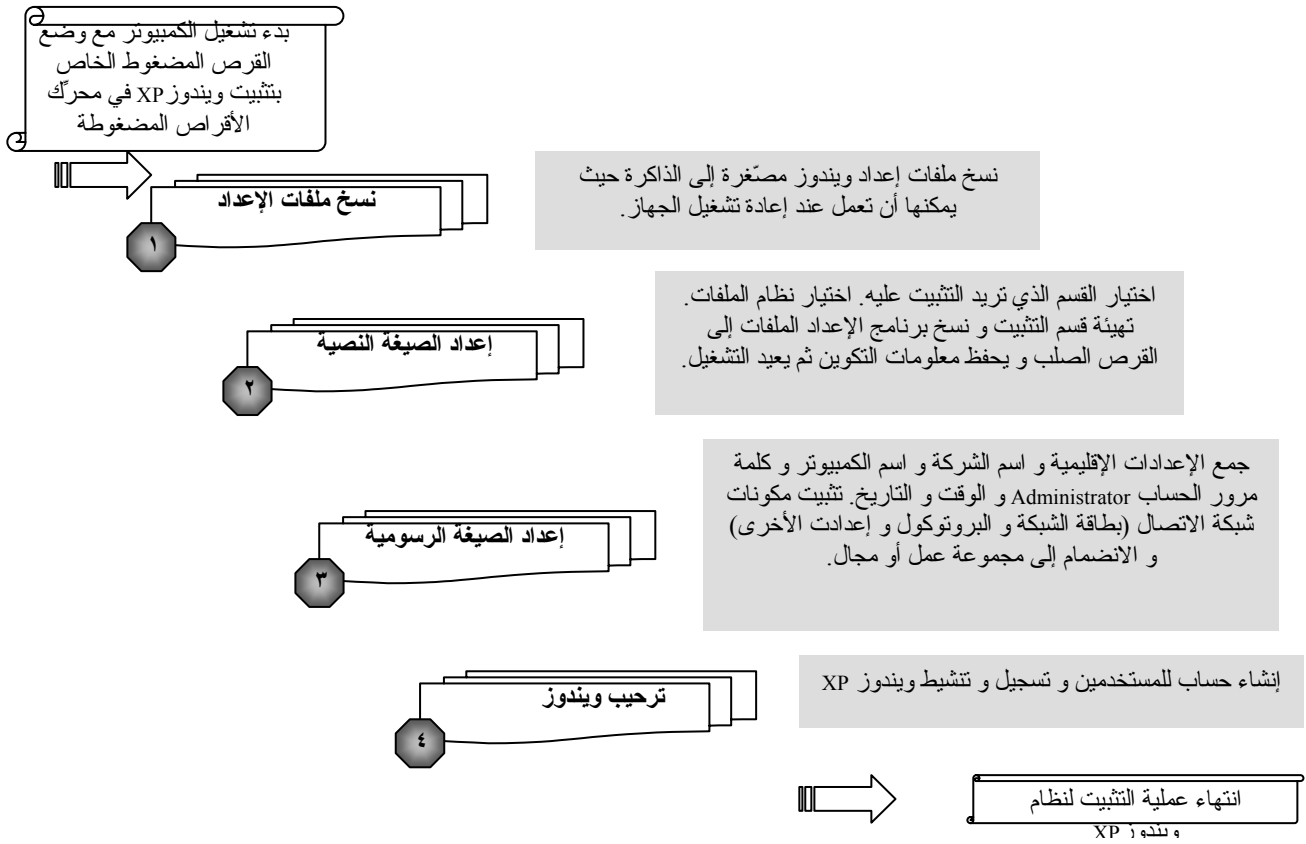 بدء تشغيل الكمبيوتر مع وضع
القرص المضغوط الخاص
بتثبيت ويندوز XP في محرّك
الأقراص المضغوطة
نسخ ملفات الإعداد
١
نسخ ملفات إعداد ويندوز مصّغرة إلى الذاكرة حيث
يمكنها أن تعمل عند إعادة تشغيل الجهاز.
إعداد الصيغة النصية
٢
اختيار القسم الذي تريد التثبيت عليه. اختيار نظام الملفات.
تهيئة قسم التثبيت و نسخ برنامج الإعداد الملفات إلى
القرص الصلب و يحفظ معلومات التكوين ثم يعيد التشغيل.
إعداد الصيغة الرسومية
٣
جمع الإعدادات الإقليمية و اسم الشركة و اسم الكمبيوتر و كلمة
مرور الحساب Administrator و الوقت و التاريخ. تثبيت مكونات
شبكة الاتصال (بطاقة الشبكة و البروتوكول و إعدادت الأخرى)
و الانضمام إلى مجموعة عمل أو مجال.
ترحيب ويندوز
٤
إنشاء حساب للمستخدمين و تسجيل و تنشيط ويندوز XP
انتهاء عملية التثبيت لنظام
ويندوز XP